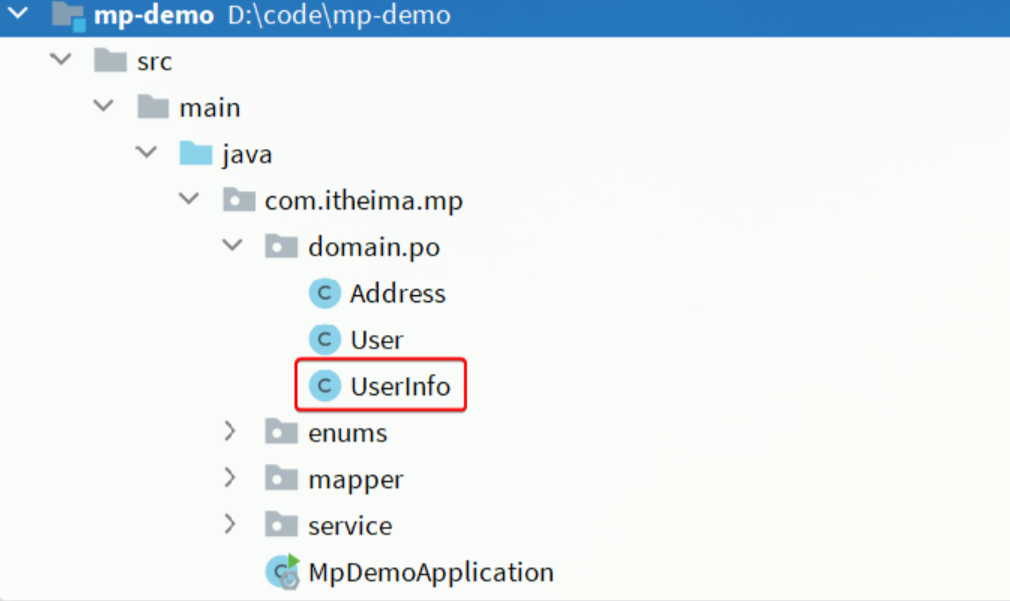 mp-demo D:\code\mp-demo
src
main
java
com.itheima.mp
domain.po
C Address
C User
C UserInfo
enums
mapper
service
MpDemoApplication